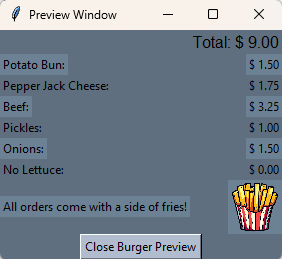 Preview Window
Total: $ 9.00
Potato Bun: $ 1.50
Pepper Jack Cheese: $ 1.75
Beef: $ 3.25
Pickles: $ 1.00
Onions: $ 1.50
No Lettuce: $ 0.00
All orders come with a side of fries!
Close Burger Preview